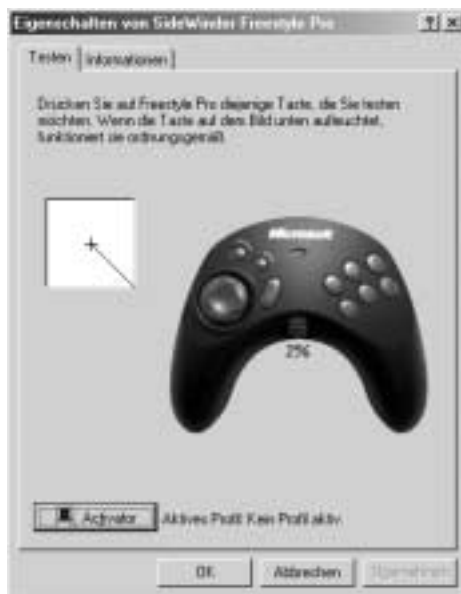 Eigenschaften von SideWinder Freestyle Pro
Testen
Informationen
Drücken Sie auf Freestyle Pro diejenige Taste, die Sie testen
möchten. Wenn die Taste auf dem Bild unten aufleuchtet,
funktioniert sie ordnungsgemäß.
Microsoft
296
Activator
Aktives Profil: Kein Profil aktiv
OK
Abbrechen
Übernehmen